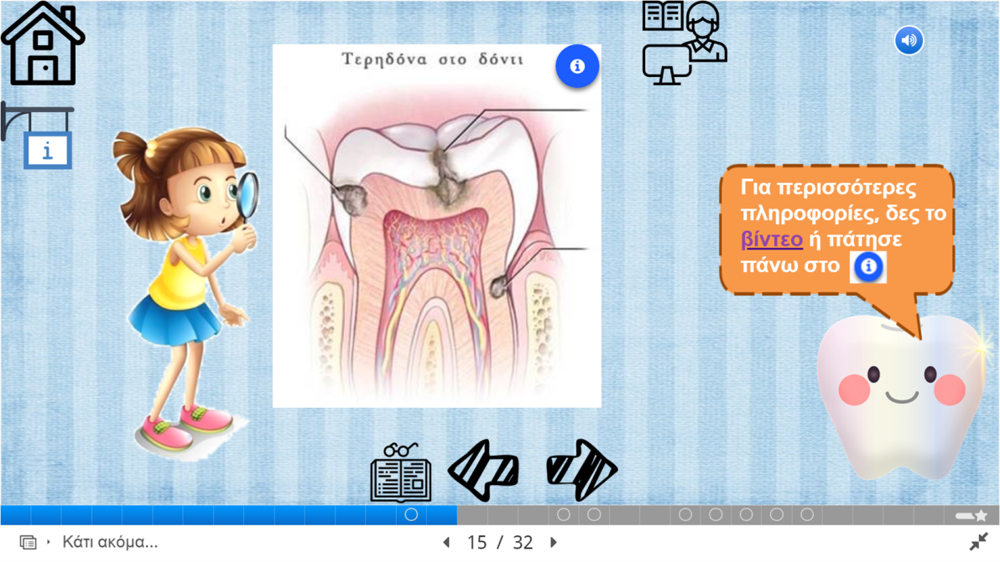 Τερηδόνα στο δόντι
i
i
Για περισσότερες
πληροφορίες, δες το
βίντεο ή πάτησε
πάνω στο i
Κάτι ακόμα...
15 / 32